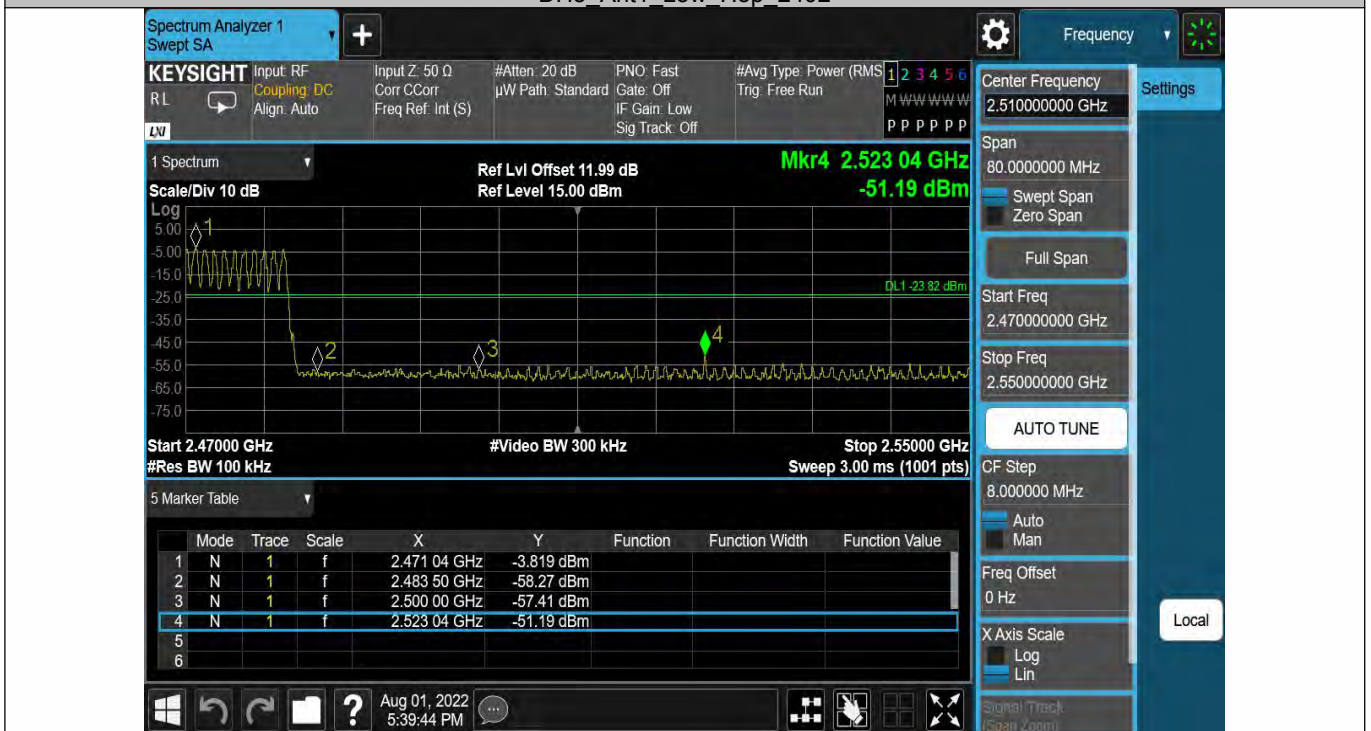 Spectrum Analyzer 1
Swept SA
+
Frequency
KEYSIGHT
RL
LXI
Input: RF
Coupling: DC
Align: Auto
Input Z: 50 Ω
Corr CCorr
Freq Ref: Int (S)
#Atten: 20 dB
µW Path: Standard
PNO: Fast
Gate: Off
IF Gain: Low
Sig Track: Off
#Avg Type: Power (RMS
Trig: Free Run
1 2 3 4 5 6
M W W W W W
P P P P P P
1 Spectrum
Scale/Div 10 dB
Ref Lvl Offset 11.99 dB
Ref Level 15.00 dBm
Mkr4 2.523 04 GHz
-51.19 dBm
Log
5.00
-5.00
-15.0
-25.0
-35.0
-45.0
-55.0
-65.0
-75.0
1
2
3
4
DL1 -23.82 dBm
Start 2.47000 GHz
#Video BW 300 kHz
Stop 2.55000 GHz
#Res BW 100 kHz
Sweep 3.00 ms (1001 pts)
5 Marker Table
Mode Trace Scale X Y Function Function Width Function Value
1 N 1 f 2.471 04 GHz -3.819 dBm
2 N 1 f 2.483 50 GHz -58.27 dBm
3 N 1 f 2.500 00 GHz -57.41 dBm
4 N 1 f 2.523 04 GHz -51.19 dBm
5
6
?
Aug 01, 2022
5:39:44 PM
Center Frequency
2.510000000 GHz
Settings
Span
80.0000000 MHz
Swept Span
Zero Span
Full Span
Start Freq
2.470000000 GHz
Stop Freq
2.550000000 GHz
AUTO TUNE
CF Step
8.000000 MHz
Auto
Man
Freq Offset
0 Hz
Local
X Axis Scale
Log
Lin
Signal Track
(Span Zoom)